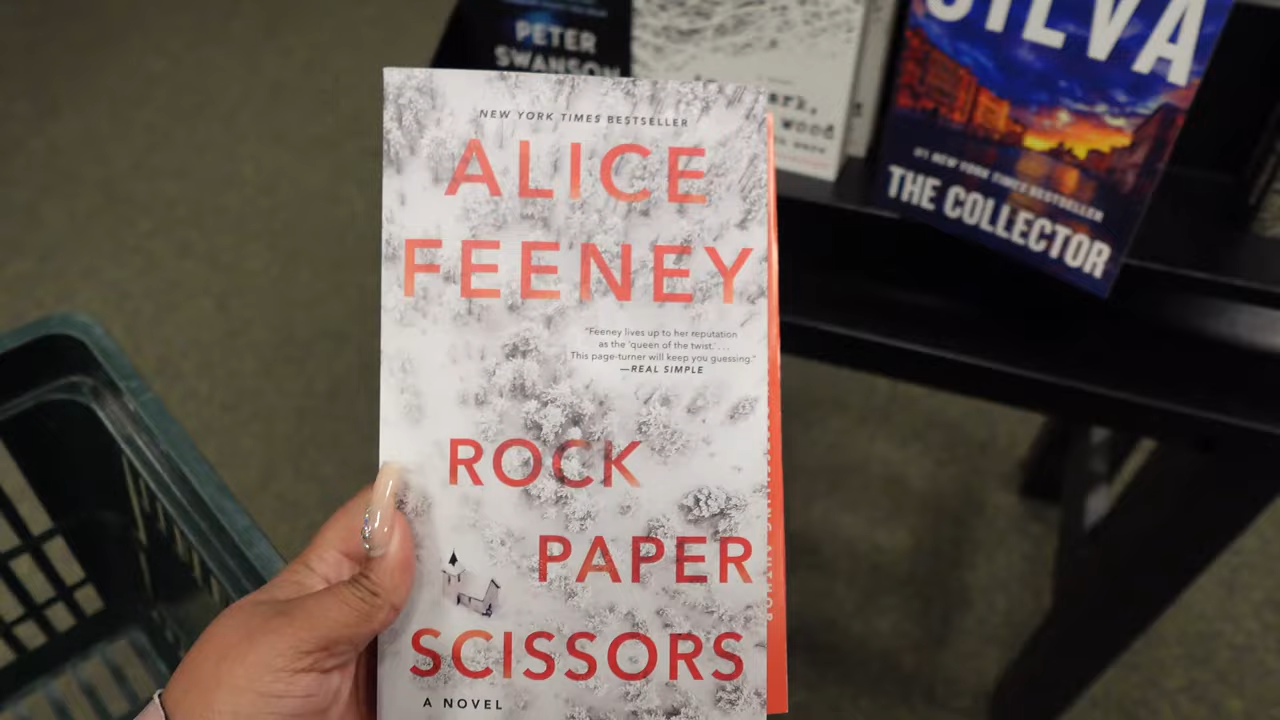 PETER
SWANSON
SILVA
#1 NEW YORK TIMES BESTSELLER
THE COLLECTOR
NEW YORK TIMES BESTSELLER
ALICE
FEENEY
"Feeney lives up to her reputation
as the 'queen of the twist.' . . .
This page-turner will keep you guessing."
—REAL SIMPLE
ROCK
PAPER
SCISSORS
A NOVEL